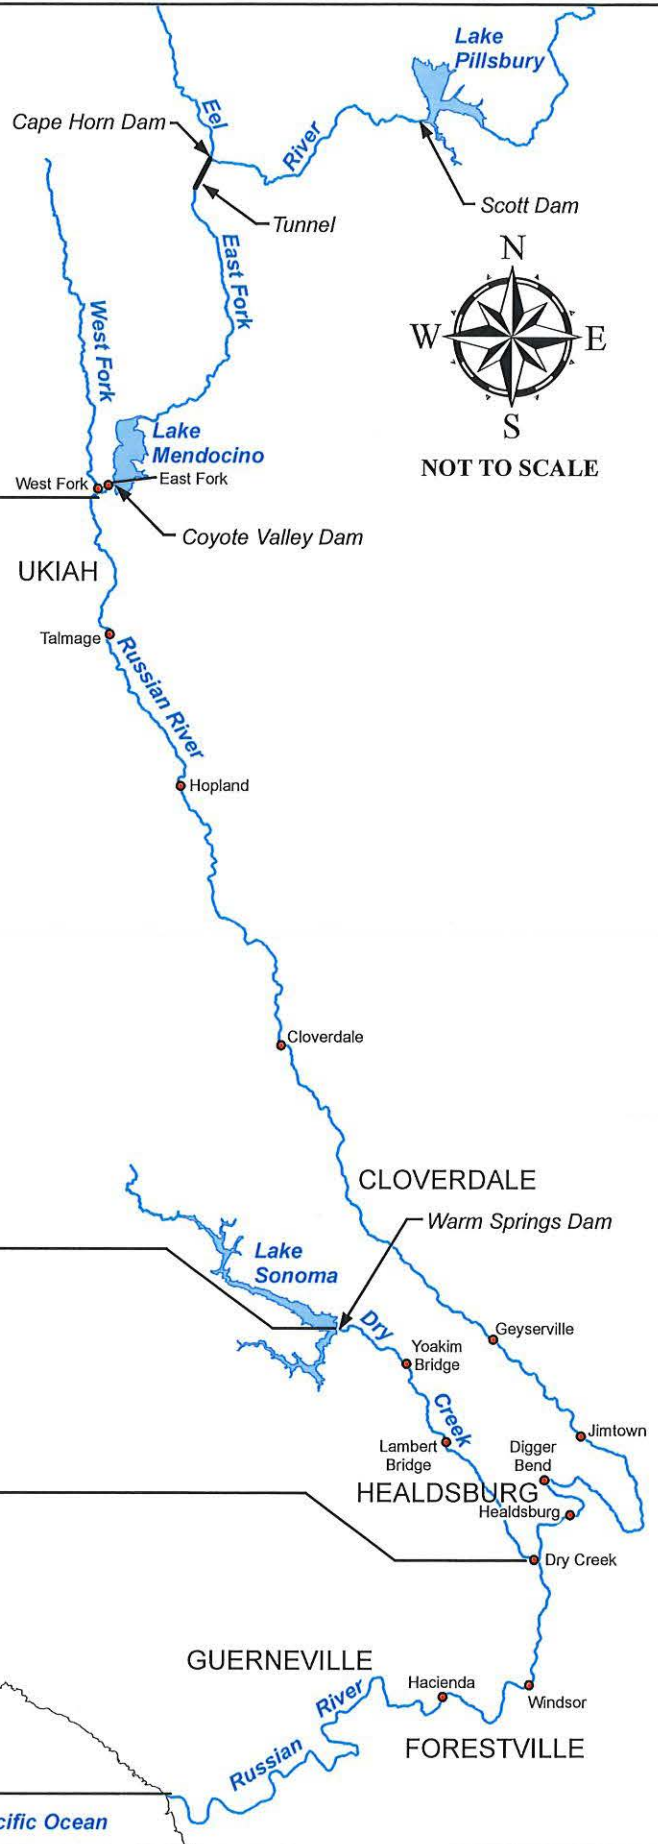 Lake
Pillsbury
Eel
River
Cape Horn Dam
Scott Dam
Tunnel
N
W
E
S
NOT TO SCALE
East Fork
West Fork
Lake
Mendocino
West Fork
East Fork
Coyote Valley Dam
UKIAH
Talmage
Russian River
Hopland
Cloverdale
CLOVERDALE
Warm Springs Dam
Lake
Sonoma
Dry
Creek
Geyserville
Yoakim
Bridge
Jimtown
Lambert
Bridge
Digger
Bend
HEALDSBURG
Healdsburg
Dry Creek
GUERNEVILLE
Hacienda
Windsor
River
Russian
FORESTVILLE
cific Ocean